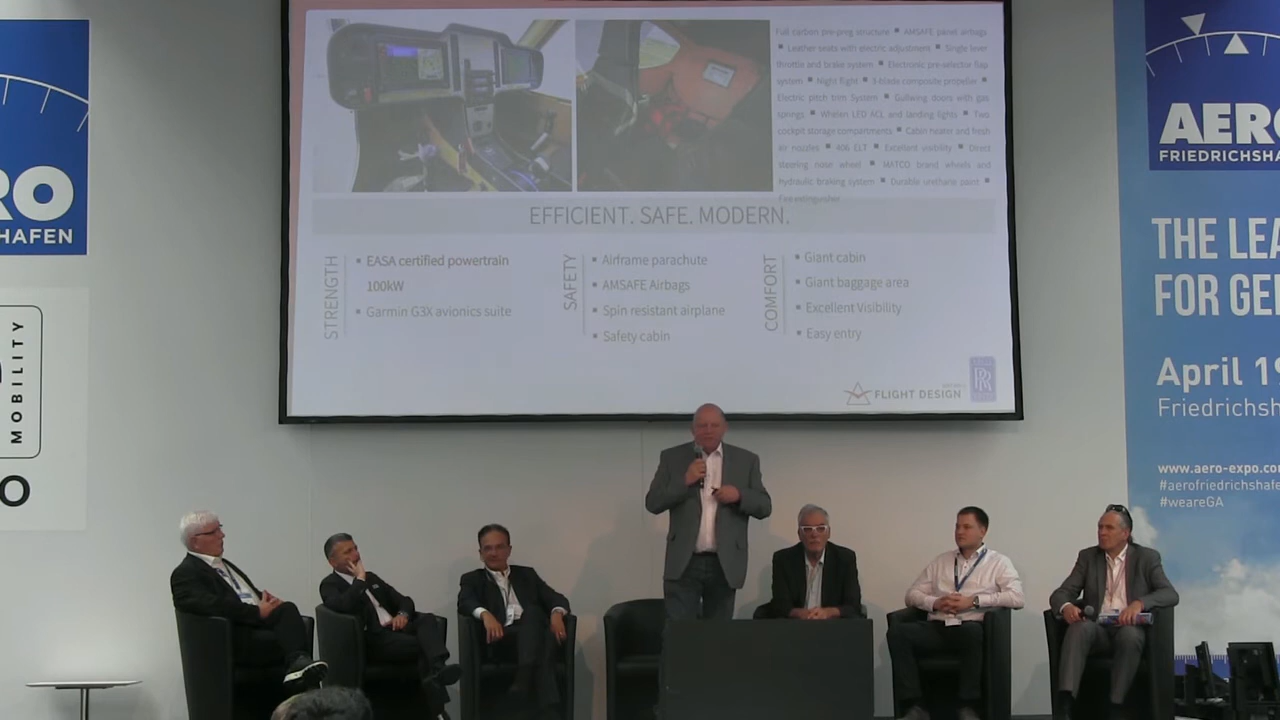 Full carbon pre-preg structure ▪ AMSAFE panel airbags
▪ Leather seats with electric adjustment ▪ Single lever
throttle and brake system ▪ Electronic pre-selector flap
system ▪ Night flight ▪ 3-blade composite propeller ▪
Electric pitch trim System ▪ Gullwing doors with gas
springs ▪ Whelen LED ACL and landing lights ▪ Two
cockpit storage compartments ▪ Cabin heater and fresh
air nozzles ▪ 406 ELT ▪ Excellent visibility ▪ Direct
steering nose wheel ▪ MATCO brand wheels and
hydraulic braking system ▪ Durable urethane paint ▪
Fire extinguisher
EFFICIENT. SAFE. MODERN.
STRENGTH
▪ EASA certified powertrain
100kW
▪ Garmin G3X avionics suite
SAFETY
▪ Airframe parachute
▪ AMSAFE Airbags
▪ Spin resistant airplane
▪ Safety cabin
COMFORT
▪ Giant cabin
▪ Giant baggage area
▪ Excellent Visibility
▪ Easy entry
FLIGHT DESIGN
RR
RO
HAFEN
MOBILITY
O
AERO
FRIEDRICHSHA
THE LEA
FOR GE
April 19
Friedrichsh
www.aero-expo.co
#aerofriedrichshafe
#weareGA